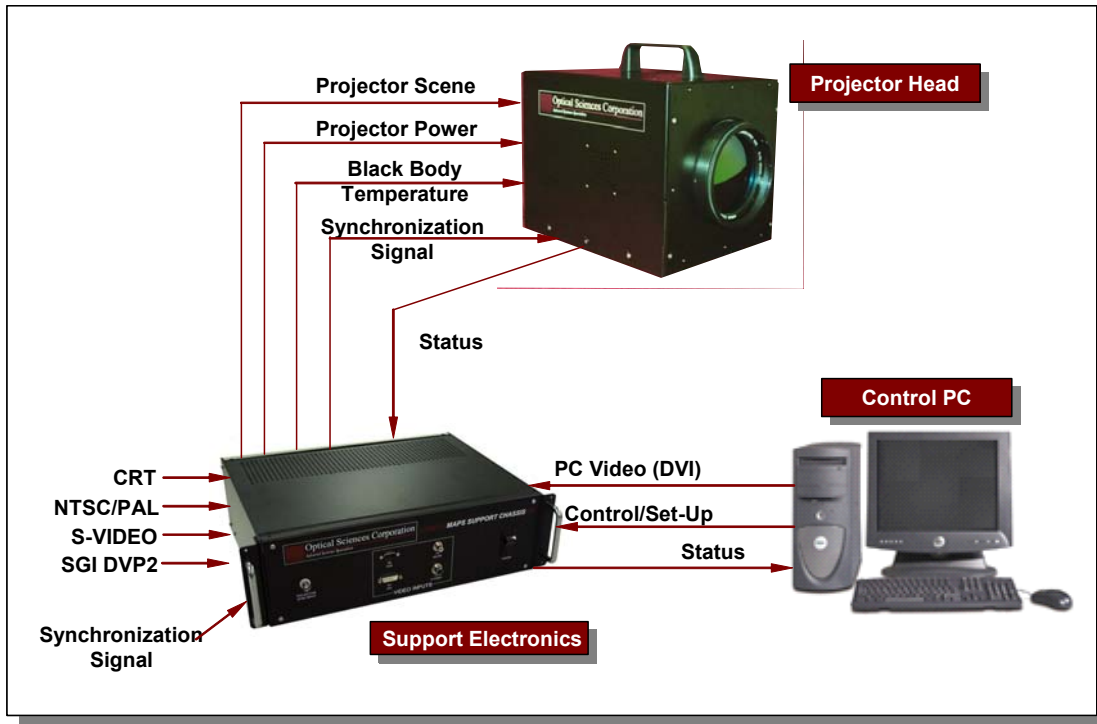 Projector Scene
Projector Power
Black Body
Temperature
Synchronization
Signal
Optical Sciences Corporation
Projector Head
Status
Control PC
CRT
NTSC/PAL
S-VIDEO
SGI DVP2
Synchronization
Signal
Optical Sciences Corporation
MAPS SUPPORT CHASSIS
VIDEO INPUTS
PC Video (DVI)
Control/Set-Up
Status
Support Electronics